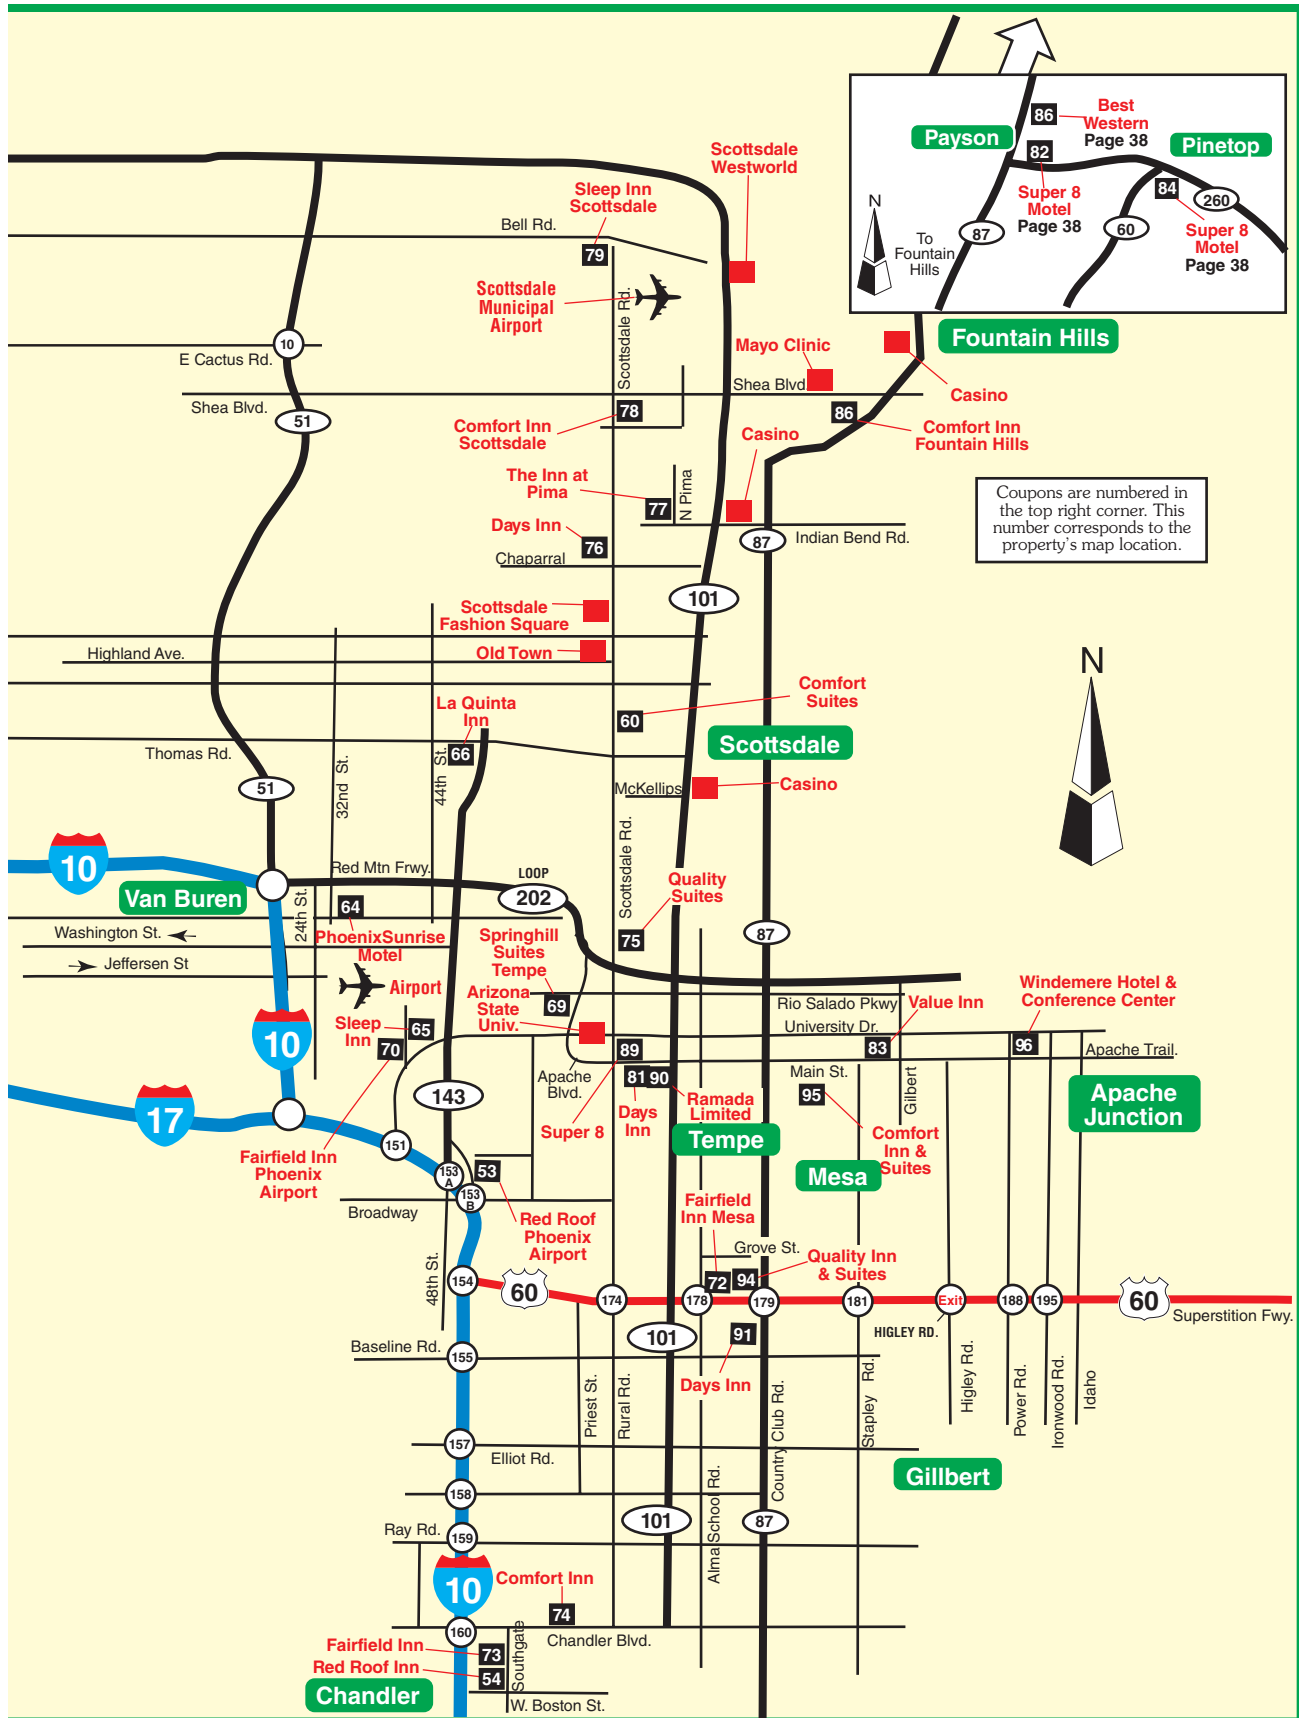 Best
Western
Page 38
86
Payson
Pinetop
82
84
Super 8
Motel
Page 38
260
N
87
60
To
Fountain
Hills
Super 8
Motel
Page 38
Scottsdale
Westworld
Sleep Inn
Scottsdale
Bell Rd.
79
Scottsdale
Municipal
Airport
Scottsdale Rd.
Fountain Hills
10
E Cactus Rd.
Mayo Clinic
Casino
Shea Blvd.
Shea Blvd.
51
78
86
Comfort Inn
Scottsdale
Comfort Inn
Fountain Hills
Casino
The Inn at
Pima
77
N Pima
Days Inn
76
Chaparral
87
Indian Bend Rd.
Coupons are numbered in
the top right corner. This
number corresponds to the
property's map location.
101
Scottsdale
Fashion Square
Highland Ave.
Old Town
N
La Quinta
Inn
Comfort
Suites
60
66
Scottsdale
Thomas Rd.
32nd St.
44th St.
51
McKellips
Casino
10
Red Mtn Frwy.
LOOP
202
Scottsdale Rd.
Quality
Suites
Van Buren
24th St.
64
Washington St.
Phoenix Sunrise
Motel
Springhill
Suites
Tempe
75
87
Jeffersen St
Airport
Arizona
State
Univ.
69
Rio Salado Pkwy
Value Inn
Windemere Hotel &
Conference Center
Sleep
Inn
65
70
University Dr.
10
89
83
96
Apache Trail.
Apache
Blvd.
81
90
Main St.
95
Gilbert
Apache
Junction
17
143
Super 8
Days
Inn
Ramada
Limited
Tempe
Comfort
Inn &
Suites
151
Fairfield Inn
Phoenix
Airport
153
A
53
Mesa
153
B
Broadway
Red Roof
Phoenix
Airport
Fairfield
Inn Mesa
Grove St.
Quality Inn
& Suites
48th St.
154
60
72
94
174
178
179
181
Exit
188
195
60
Superstition Fwy.
101
91
HIGLEY RD.
Baseline Rd.
155
Days Inn
Priest St.
Rural Rd.
Country Club Rd.
Stapley Rd.
Higley Rd.
Power Rd.
Ironwood Rd.
Idaho
157
Elliot Rd.
Gillbert
158
Alma School Rd.
101
87
Ray Rd.
159
10
Comfort Inn
74
160
Chandler Blvd.
Fairfield Inn
73
Southgate
Red Roof Inn
54
Chandler
W. Boston St.